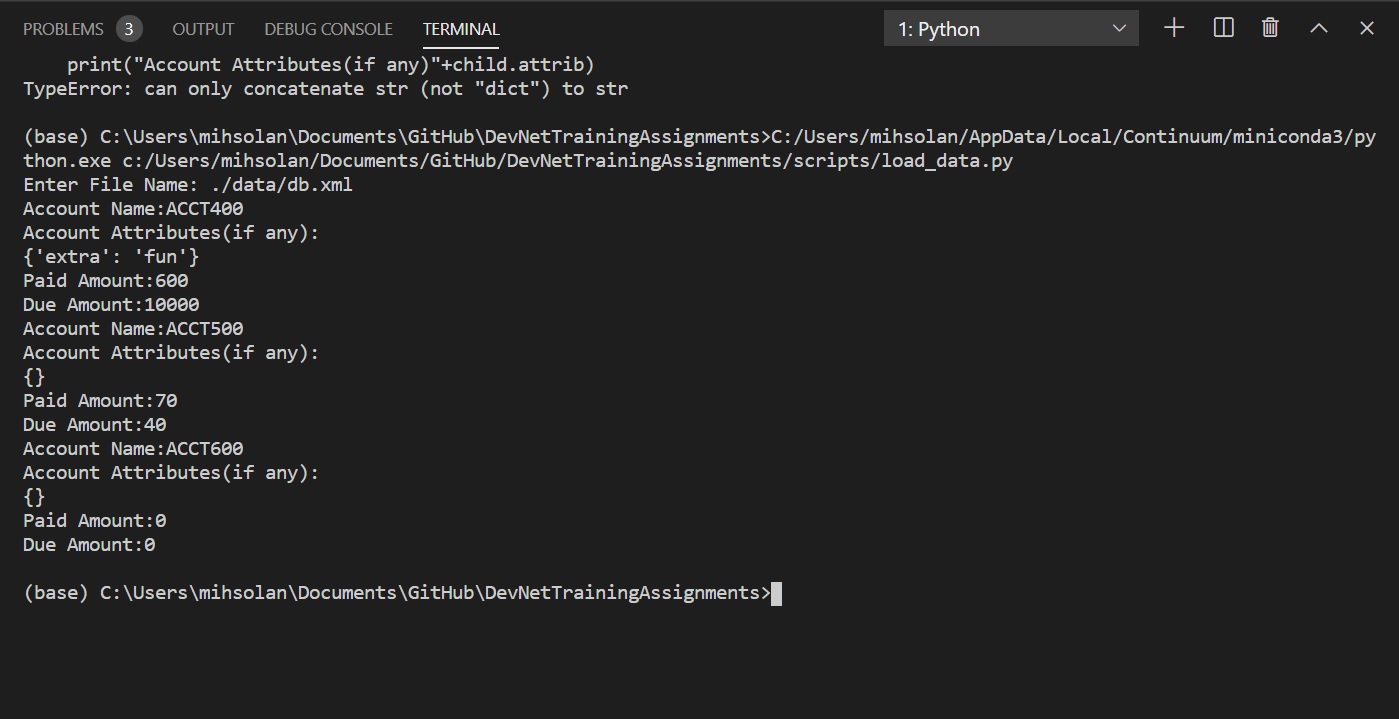 PROBLEMS 3 OUTPUT DEBUG CONSOLE TERMINAL 1: Python
print("Account Attributes(if any)"+child.attrib)
TypeError: can only concatenate str (not "dict") to str
(base) C:\Users\mihsolan\Documents\GitHub\DevNetTrainingAssignments>C:/Users/mihsolan/AppData/Local/Continuum/miniconda3/py
thon.exe c:/Users/mihsolan/Documents/GitHub/DevNetTrainingAssignments/scripts/load_data.py
Enter File Name: ./data/db.xml
Account Name:ACCT400
Account Attributes(if any):
{'extra': 'fun'}
Paid Amount:600
Due Amount:10000
Account Name:ACCT500
Account Attributes(if any):
{}
Paid Amount:70
Due Amount:40
Account Name:ACCT600
Account Attributes(if any):
{}
Paid Amount:0
Due Amount:0
(base) C:\Users\mihsolan\Documents\GitHub\DevNetTrainingAssignments>